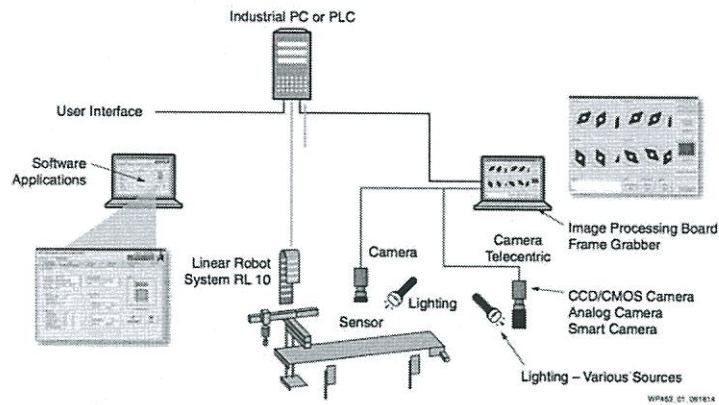 Industrial PC or PLC
User Interface
Software
Applications
Image Processing Board
Frame Grabber
Linear Robot
System RL 10
Camera
Camera
Telecentric
Lighting
Sensor
CCD/CMOS Camera
Analog Camera
Smart Camera
Lighting – Various Sources
WP453_01_091814